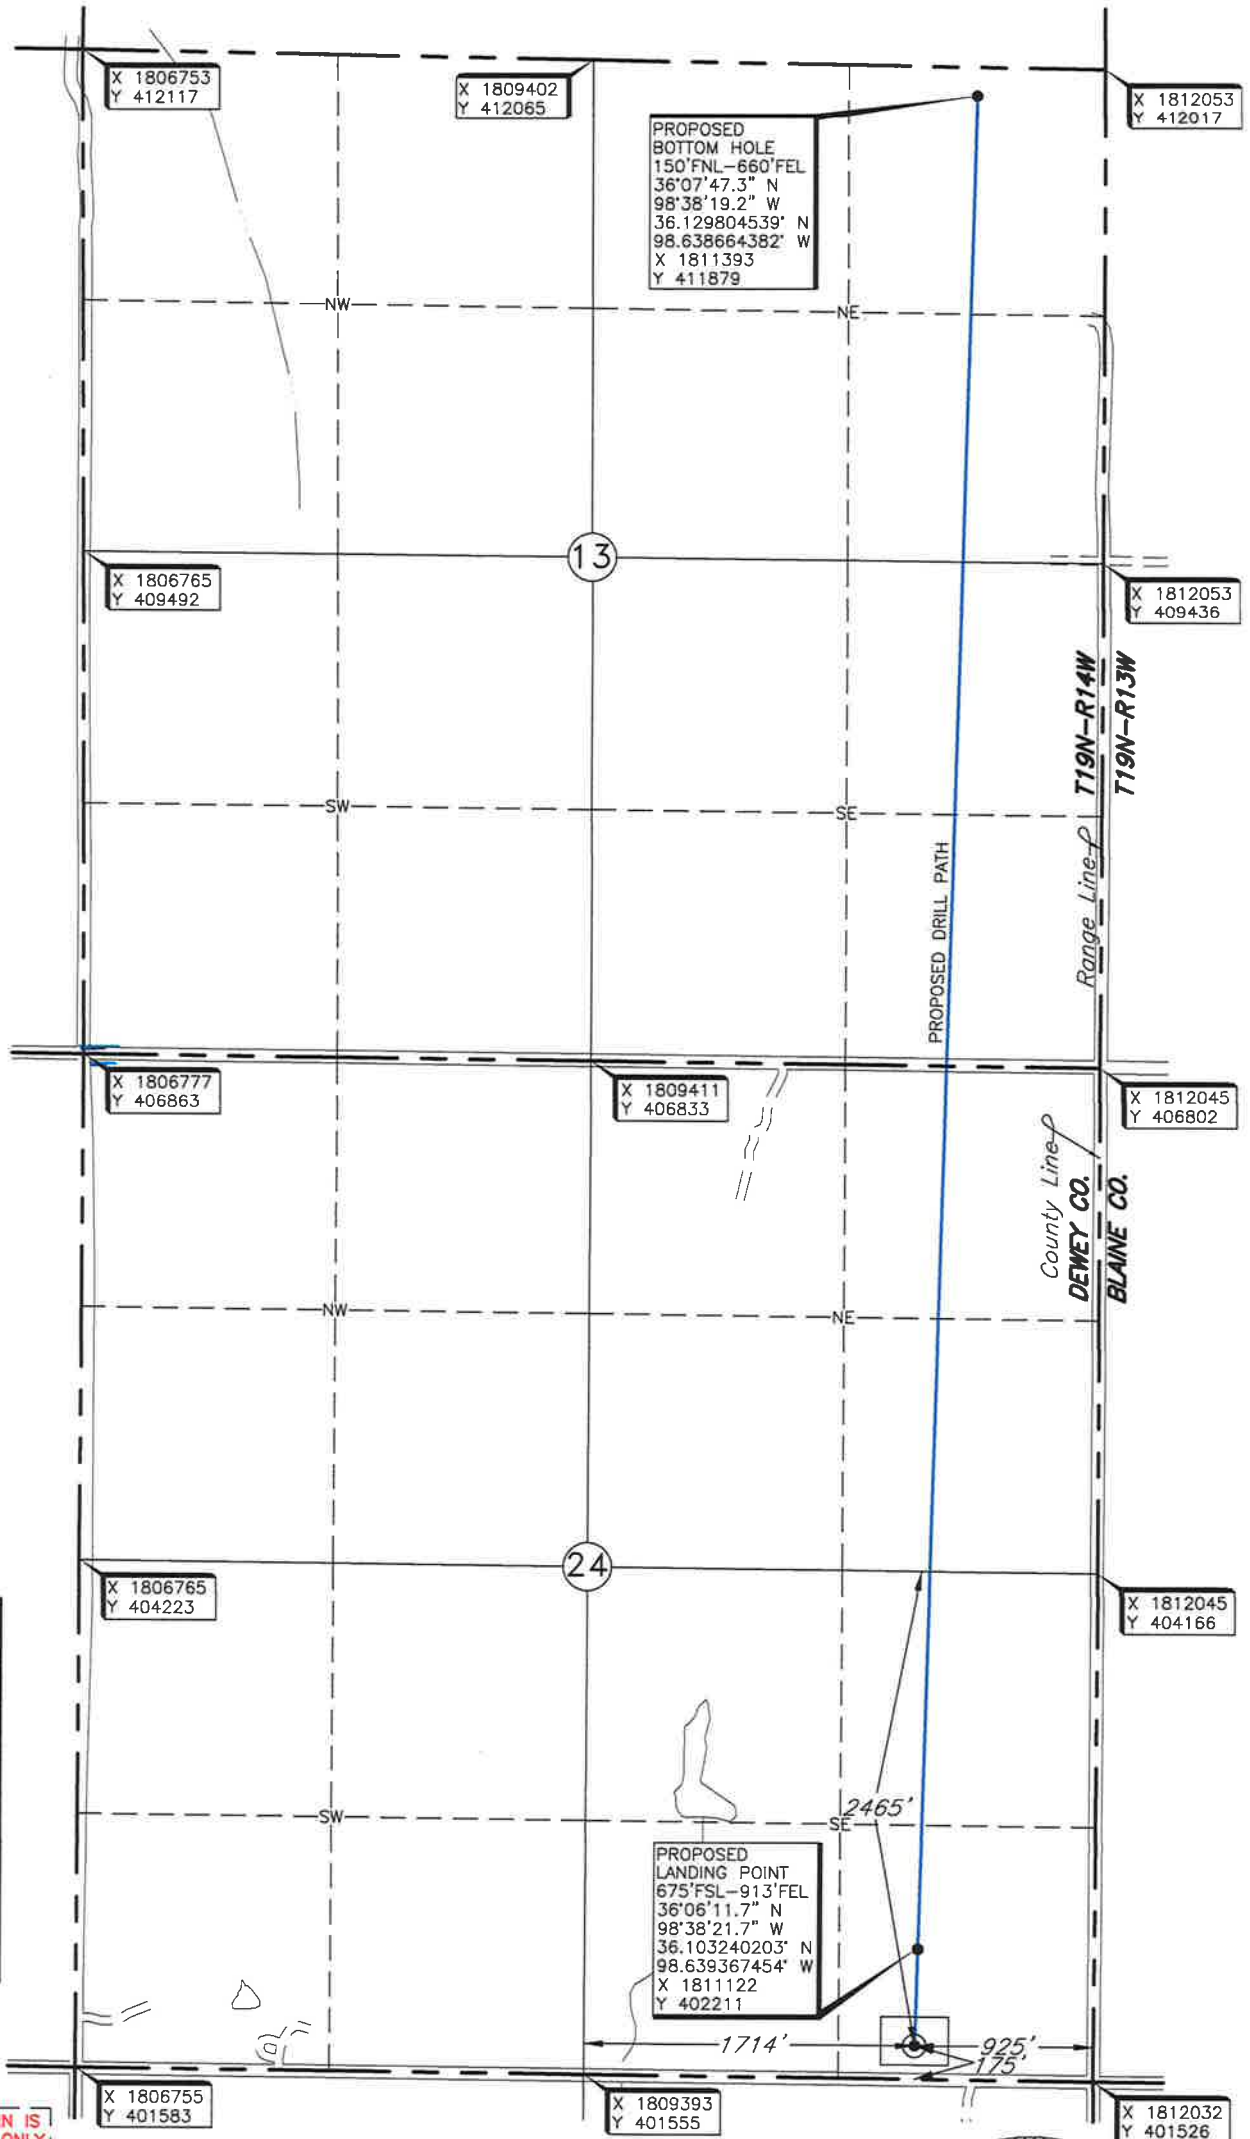 X 1806753
Y 412117
X 1809402
Y 412065
X 1812053
Y 412017
PROPOSED
BOTTOM HOLE
150'FNL-660'FEL
36°07'47.3" N
98°38'19.2" W
36.129804539° N
98.638664382° W
X 1811393
Y 411879
NW
NE
13
X 1806765
Y 409492
X 1812053
Y 409436
T19N-R14W
T19N-R13W
SW
SE
PROPOSED DRILL PATH
Range Line
X 1806777
Y 406863
X 1809411
Y 406833
X 1812045
Y 406802
County Line
DEWEY CO.
BLAINE CO.
NW
NE
24
X 1806765
Y 404223
X 1812045
Y 404166
SW
SE
2465'
PROPOSED
LANDING POINT
675'FSL-913'FEL
36°06'11.7" N
98°38'21.7" W
36.103240203° N
98.639367454° W
X 1811122
Y 402211
1714'
925'
175'
X 1806755
Y 401583
X 1809393
Y 401555
X 1812032
Y 401526
N IS
ONLY